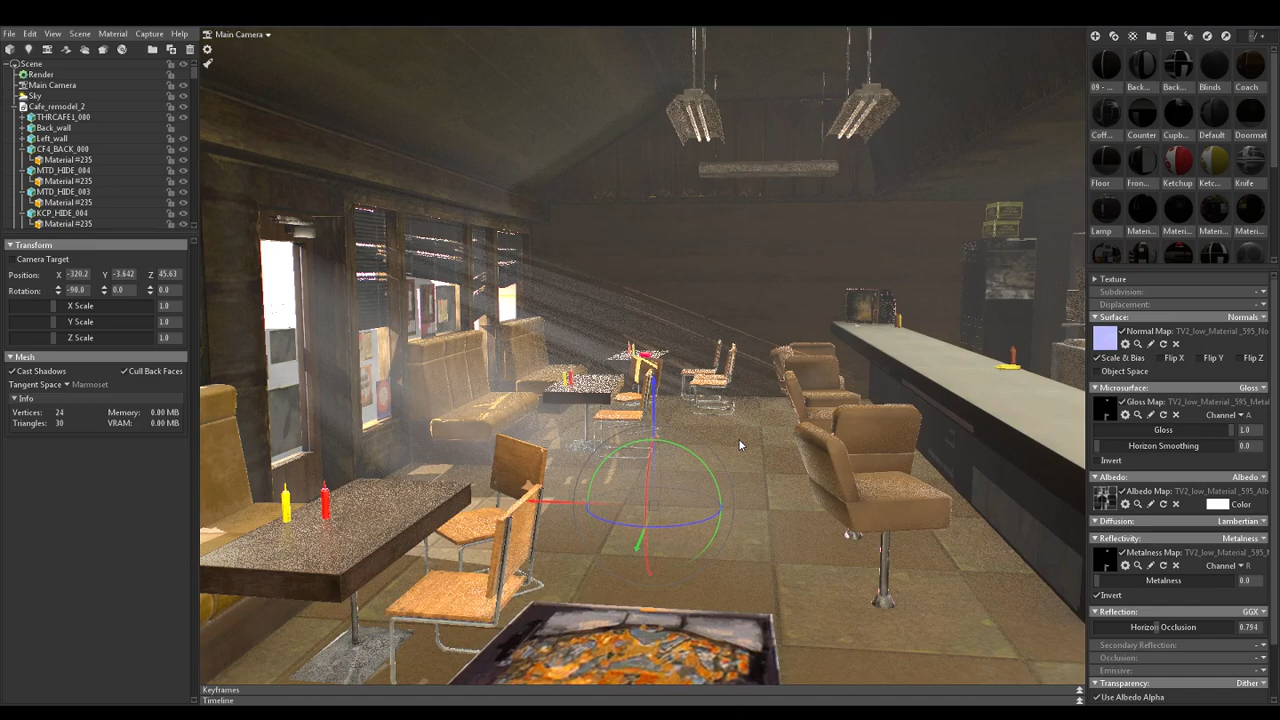 File Edit View Scene Material Capture Help
Main Camera
Scene
Render
Main Camera
Sky
Cafe_remodel_2
THRCAFE1_000
Back_wall
Left_wall
CF4_BACK_000
Material #235
MTD_HIDE_004
Material #235
MTD_HIDE_003
Material #235
KCP_HIDE_004
Material #235
Transform
Camera Target
Position: X -320.2 Y -3.642 Z 45.63
Rotation: -90.0 0.0 0.0
X Scale 1.0
Y Scale 1.0
Z Scale 1.0
Mesh
Cast Shadows Cull Back Faces
Tangent Space Marmoset
Info
Vertices: 24 Memory: 0.00 MB
Triangles: 30 VRAM: 0.00 MB
Keyframes
Timeline
09 - ... Back... Back... Blinds Coach
Coff... Counter Cupb... Default Doormat
Floor Fron... Ketchup Ketc... Knife
Lamp Materi... Materi... Materi... Materi...
Texture
Subdivision: -
Displacement: -
Surface: Normals
Normal Map: TV2_low_Material_595_No
Scale & Bias Flip X Flip Y Flip Z
Object Space
Microsurface: Gloss
Gloss Map: TV2_low_Material_595_Metal
Channel A
Gloss 1.0
Horizon Smoothing 0.0
Invert
Albedo: Albedo
Albedo Map: TV2_low_Material_595_Alb
Color
Diffusion: Lambertian
Reflectivity: Metalness
Metalness Map: TV2_low_Material_595_M
Channel R
Metalness 0.0
Invert
Reflection: GGX
Horizon Occlusion 0.794
Secondary Reflection: -
Occlusion: -
Emissive: -
Transparency: Dither
Use Albedo Alpha